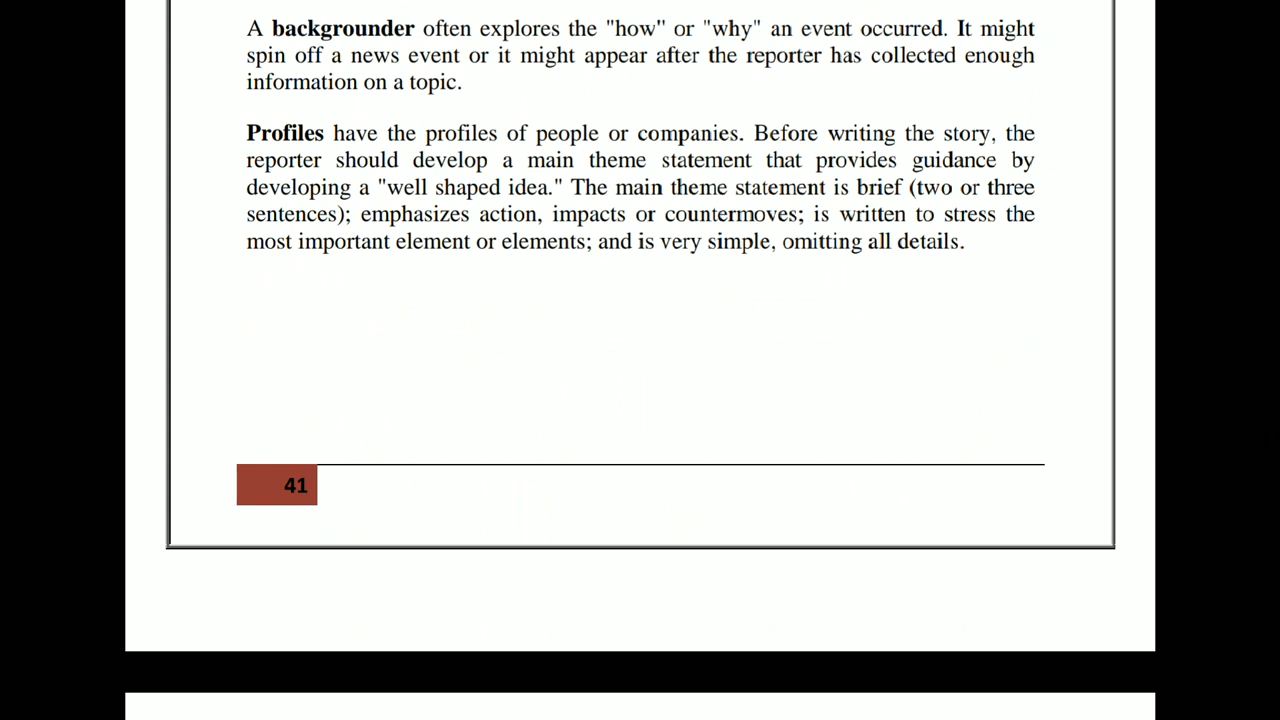 A backgrounder often explores the "how" or "why" an event occurred. It might
spin off a news event or it might appear after the reporter has collected enough
information on a topic.
Profiles have the profiles of people or companies. Before writing the story, the
reporter should develop a main theme statement that provides guidance by
developing a "well shaped idea." The main theme statement is brief (two or three
sentences); emphasizes action, impacts or countermoves; is written to stress the
most important element or elements; and is very simple, omitting all details.
41